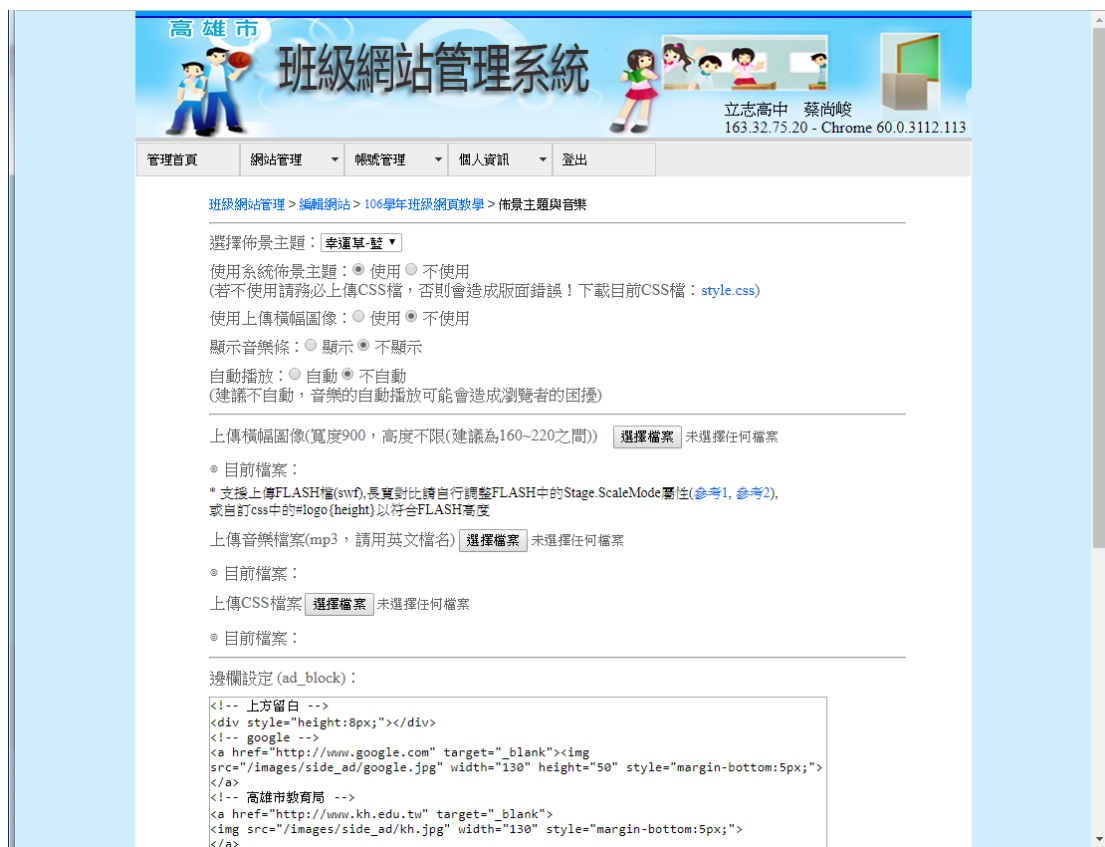 高雄市
班級網站管理系統
立志高中 蔡尚峻
163.32.75.20 - Chrome 60.0.3112.113
管理首頁 網站管理 ▼ 帳號管理 ▼ 個人資訊 ▼ 登出
班級網站管理 > 編輯網站 > 106學年班級網頁教學 > 佈景主題與音樂
選擇佈景主題：幸運草-藍 ▼
使用系統佈景主題：使用 不使用
(若不使用請務必上傳CSS檔，否則會造成版面錯誤！下載目前CSS檔：style.css)
使用上傳橫幅圖像：使用 不使用
顯示音樂條：顯示 不顯示
自動播放：自動 不自動
(建議不自動，音樂的自動播放可能會造成瀏覽者的困擾)
上傳橫幅圖像(寬度900，高度不限(建議為160~220之間)) 選擇檔案 未選擇任何檔案
⊙ 目前檔案：
* 支援上傳FLASH檔(swf),長寬對比請自行調整FLASH中的Stage.ScaleMode屬性(參考1, 參考2),
或自訂css中的#logo{height}以符合FLASH高度
上傳音樂檔案(mp3，請用英文檔名) 選擇檔案 未選擇任何檔案
⊙ 目前檔案：
上傳CSS檔案 選擇檔案 未選擇任何檔案
⊙ 目前檔案：
邊欄設定 (ad_block)：
<!-- 上方留白 -->
<div style="height:8px;"></div>
<!-- google -->
<a href="http://www.google.com" target="_blank"><img
src="/images/side_ad/google.jpg" width="130" height="50" style="margin-bottom:5px;">
</a>
<!-- 高雄市教育局 -->
<a href="http://www.kh.edu.tw" target="_blank">
<img src="/images/side_ad/kh.jpg" width="130" style="margin-bottom:5px;">
</a>